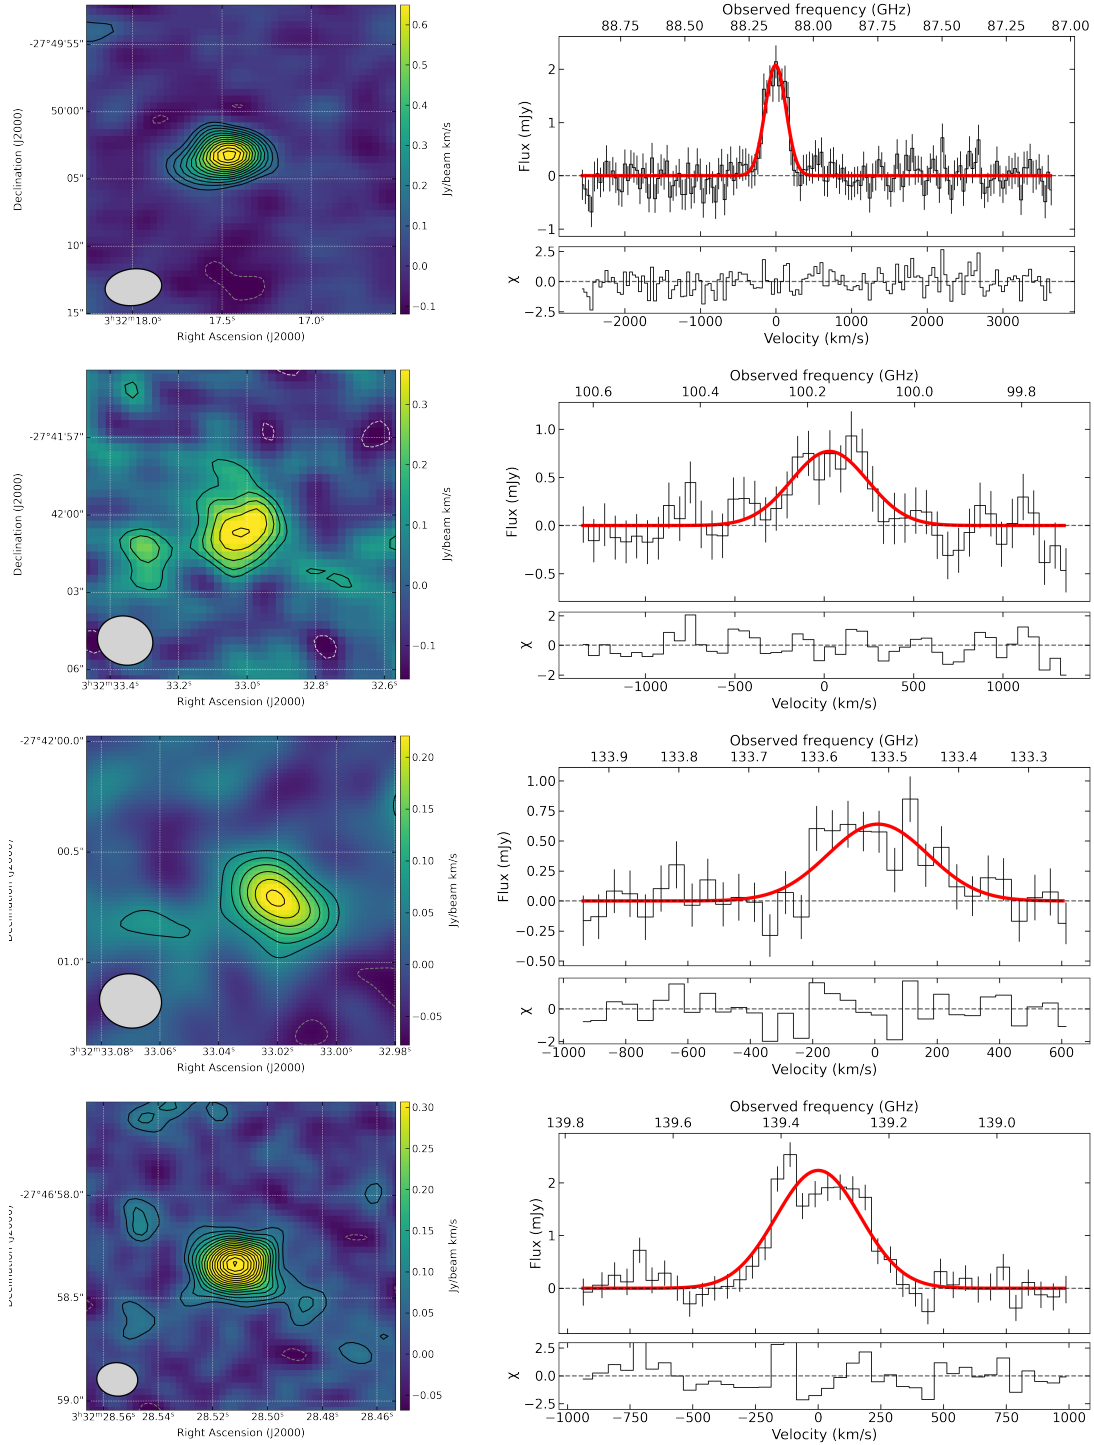 Observed frequency (GHz)
88.75 88.50 88.25 88.00 87.75 87.50 87.25 87.00
-27°49'55"
50'00"
05"
10"
15"
3ʰ32ᵐ18.0ˢ 17.5ˢ 17.0ˢ
Right Ascension (J2000)
Declination (J2000)
0.6
0.5
0.4
0.3
0.2
0.1
0.0
−0.1
Jy/beam km/s
Flux (mJy)
2
1
0
−1
χ
2.5
0.0
−2.5
−2000 −1000 0 1000 2000 3000
Velocity (km/s)
Observed frequency (GHz)
100.6 100.4 100.2 100.0 99.8
-27°41'57"
42'00"
03"
06"
3ʰ32ᵐ33.4ˢ 33.2ˢ 33.0ˢ 32.8ˢ 32.6ˢ
Right Ascension (J2000)
Declination (J2000)
0.3
0.2
0.1
0.0
−0.1
Jy/beam km/s
Flux (mJy)
1.0
0.5
0.0
−0.5
χ
2
0
−2
−1000 −500 0 500 1000
Velocity (km/s)
Observed frequency (GHz)
133.9 133.8 133.7 133.6 133.5 133.4 133.3
-27°42'00.0"
00.5"
01.0"
3ʰ32ᵐ33.08ˢ 33.06ˢ 33.04ˢ 33.02ˢ 33.00ˢ 32.98ˢ
Right Ascension (J2000)
Declination (J2000)
0.20
0.15
0.10
0.05
0.00
−0.05
Jy/beam km/s
Flux (mJy)
1.00
0.75
0.50
0.25
0.00
−0.25
−0.50
χ
0
−2
−1000 −800 −600 −400 −200 0 200 400 600
Velocity (km/s)
Observed frequency (GHz)
139.8 139.6 139.4 139.2 139.0
-27°46'58.0"
58.5"
59.0"
3ʰ32ᵐ28.56ˢ 28.54ˢ 28.52ˢ 28.50ˢ 28.48ˢ 28.46ˢ
Right Ascension (J2000)
Declination (J2000)
0.30
0.25
0.20
0.15
0.10
0.05
0.00
−0.05
Jy/beam km/s
Flux (mJy)
2
1
0
χ
2.5
0.0
−2.5
−1000 −750 −500 −250 0 250 500 750 1000
Velocity (km/s)